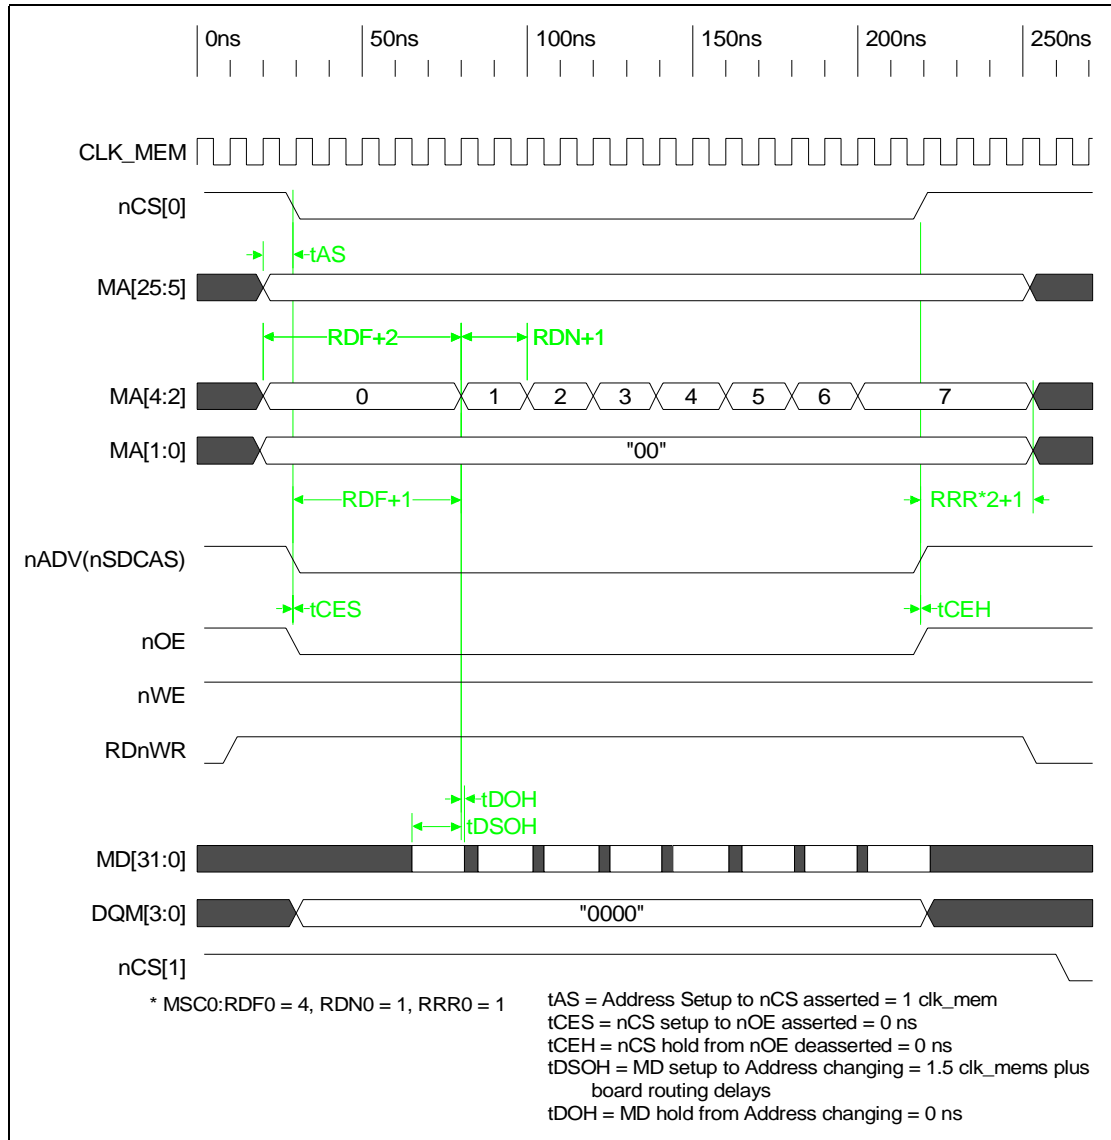 0ns 50ns 100ns 150ns 200ns 250ns
CLK_MEM
nCS[0]
tAS
MA[25:5]
RDF+2 RDN+1
MA[4:2] 0 1 2 3 4 5 6 7
MA[1:0] "00"
RDF+1 RRR*2+1
nADV(nSDCAS)
tCES tCEH
nOE
nWE
RDnWR
tDOH
tDSOH
MD[31:0]
DQM[3:0] "0000"
nCS[1]
* MSC0:RDF0 = 4, RDN0 = 1, RRR0 = 1
tAS = Address Setup to nCS asserted = 1 clk_mem
tCES = nCS setup to nOE asserted = 0 ns
tCEH = nCS hold from nOE deasserted = 0 ns
tDSOH = MD setup to Address changing = 1.5 clk_mems plus
board routing delays
tDOH = MD hold from Address changing = 0 ns